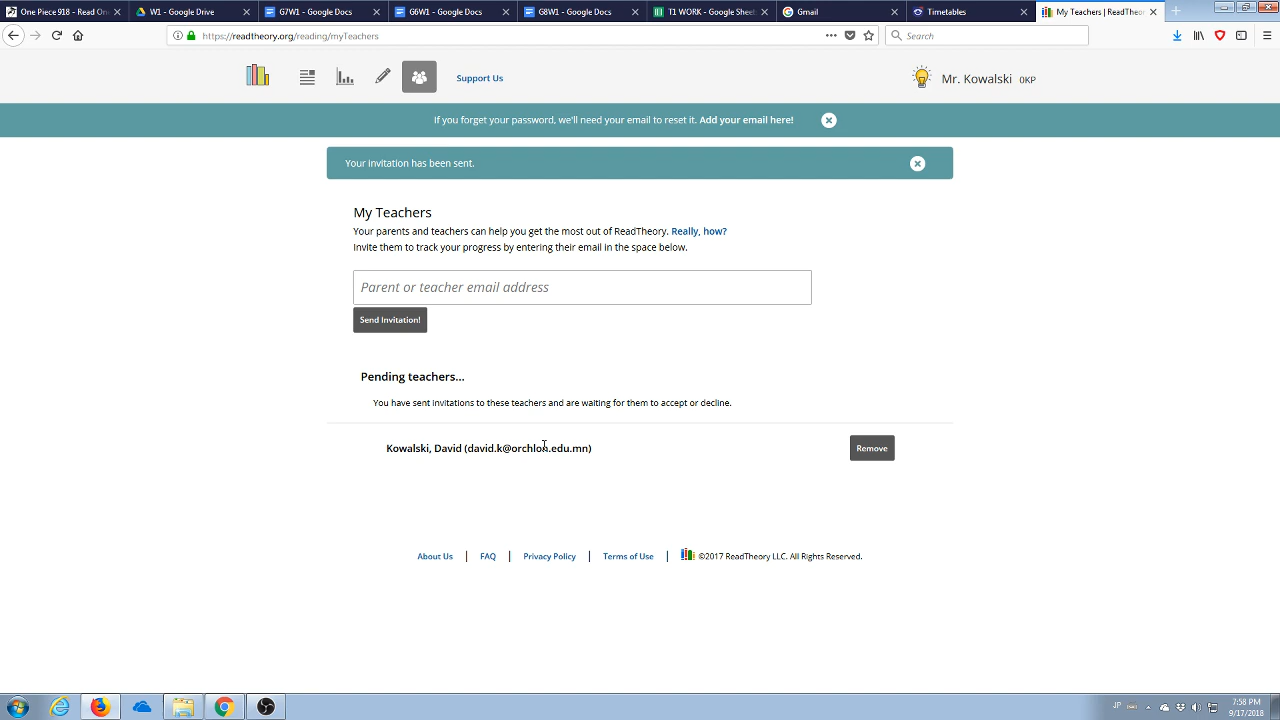 One Piece 918 - Read One
W1 - Google Drive
G7W1 - Google Docs
G6W1 - Google Docs
G8W1 - Google Docs
T1 WORK - Google Sheet
Gmail
Timetables
My Teachers | ReadTheor
https://readtheory.org/reading/myTeachers
Search
Support Us
Mr. Kowalski 0KP
If you forget your password, we'll need your email to reset it. Add your email here!
Your invitation has been sent.
My Teachers
Your parents and teachers can help you get the most out of ReadTheory. Really, how?
Invite them to track your progress by entering their email in the space below.
Parent or teacher email address
Send Invitation!
Pending teachers...
You have sent invitations to these teachers and are waiting for them to accept or decline.
Kowalski, David (david.k@orchlon.edu.mn)
Remove
About Us | FAQ | Privacy Policy | Terms of Use | ©2017 ReadTheory LLC. All Rights Reserved.
JP
7:58 PM
9/17/2018